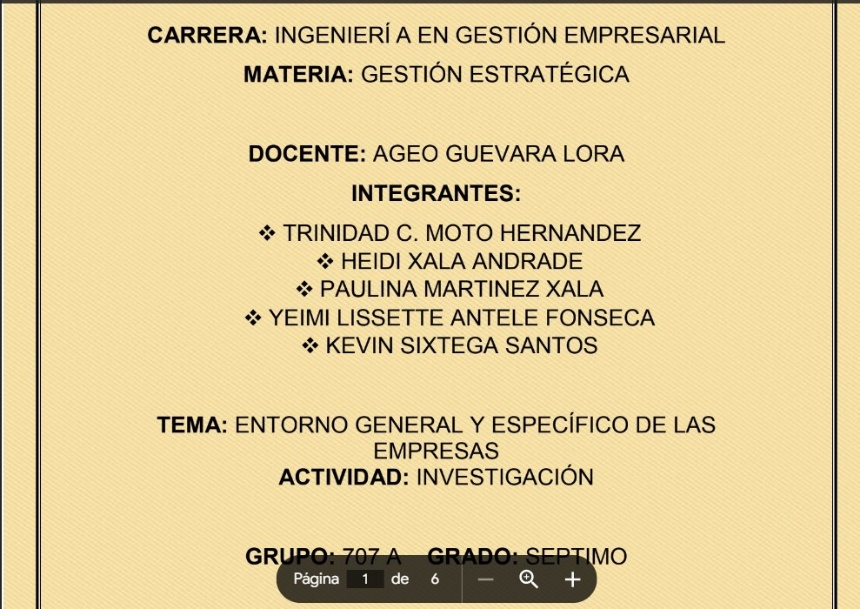 CARRERA: INGENIERÍ A EN GESTIÓN EMPRESARIAL
MATERIA: GESTIÓN ESTRATÉGICA
DOCENTE: AGEO GUEVARA LORA
INTEGRANTES:
❖ TRINIDAD C. MOTO HERNANDEZ
❖ HEIDI XALA ANDRADE
❖ PAULINA MARTINEZ XALA
❖ YEIMI LISSETTE ANTELE FONSECA
❖ KEVIN SIXTEGA SANTOS
TEMA: ENTORNO GENERAL Y ESPECÍFICO DE LAS
EMPRESAS
ACTIVIDAD: INVESTIGACIÓN
GRUPO: 707 A GRADO: SEPTIMO
Página 1 de 6